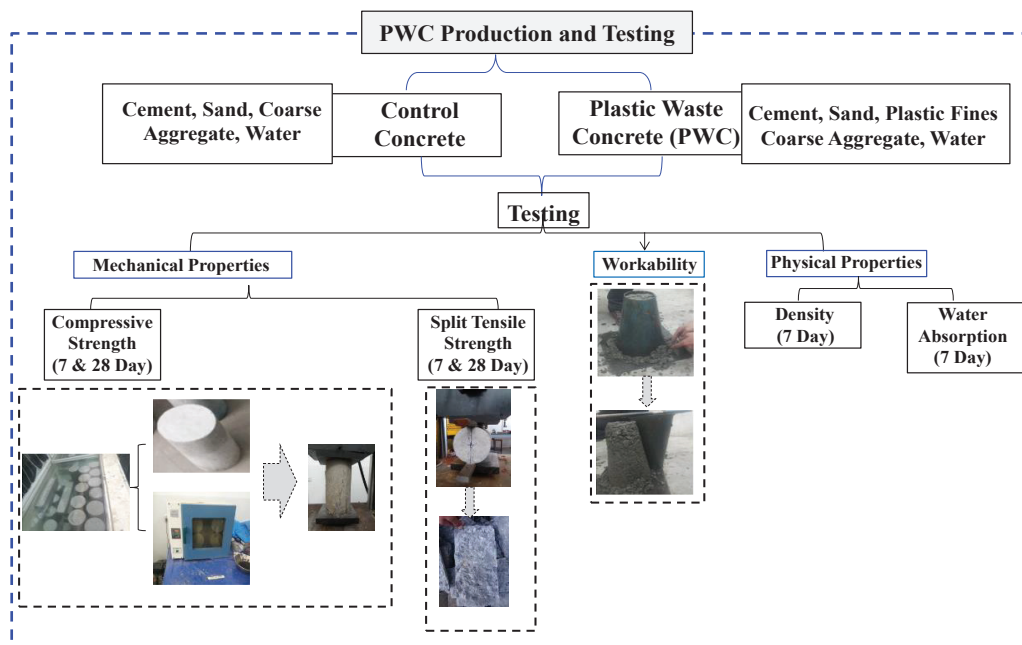 PWC Production and Testing
Cement, Sand, Coarse
Aggregate, Water
Control
Concrete
Plastic Waste
Concrete (PWC)
Cement, Sand, Plastic Fines
Coarse Aggregate, Water
Testing
Mechanical Properties
Workability
Physical Properties
Compressive
Strength
(7 & 28 Day)
Split Tensile
Strength
(7 & 28 Day)
Density
(7 Day)
Water
Absorption
(7 Day)